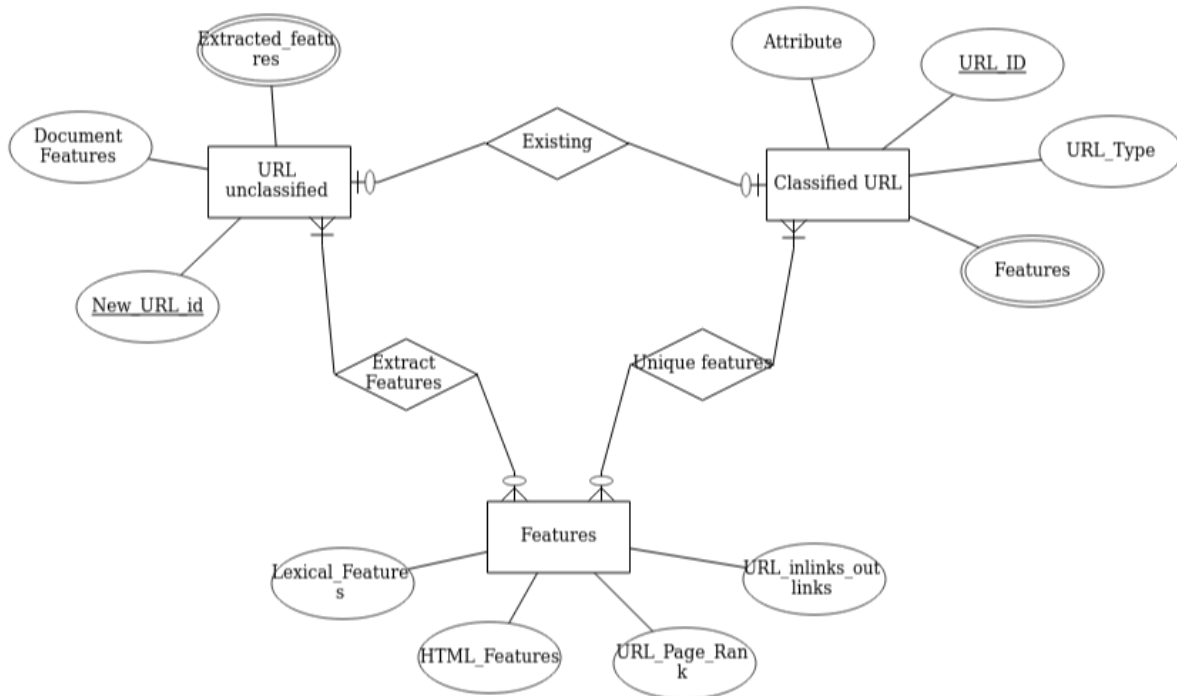 Extracted_featu
res
Attribute
URL_ID
Document
Features
Existing
URL_Type
URL
unclassified
Classified URL
Features
New_URL_id
Extract
Features
Unique features
Features
Lexical_Feature
s
URL_inlinks_out
links
HTML_Features
URL_Page_Ran
k